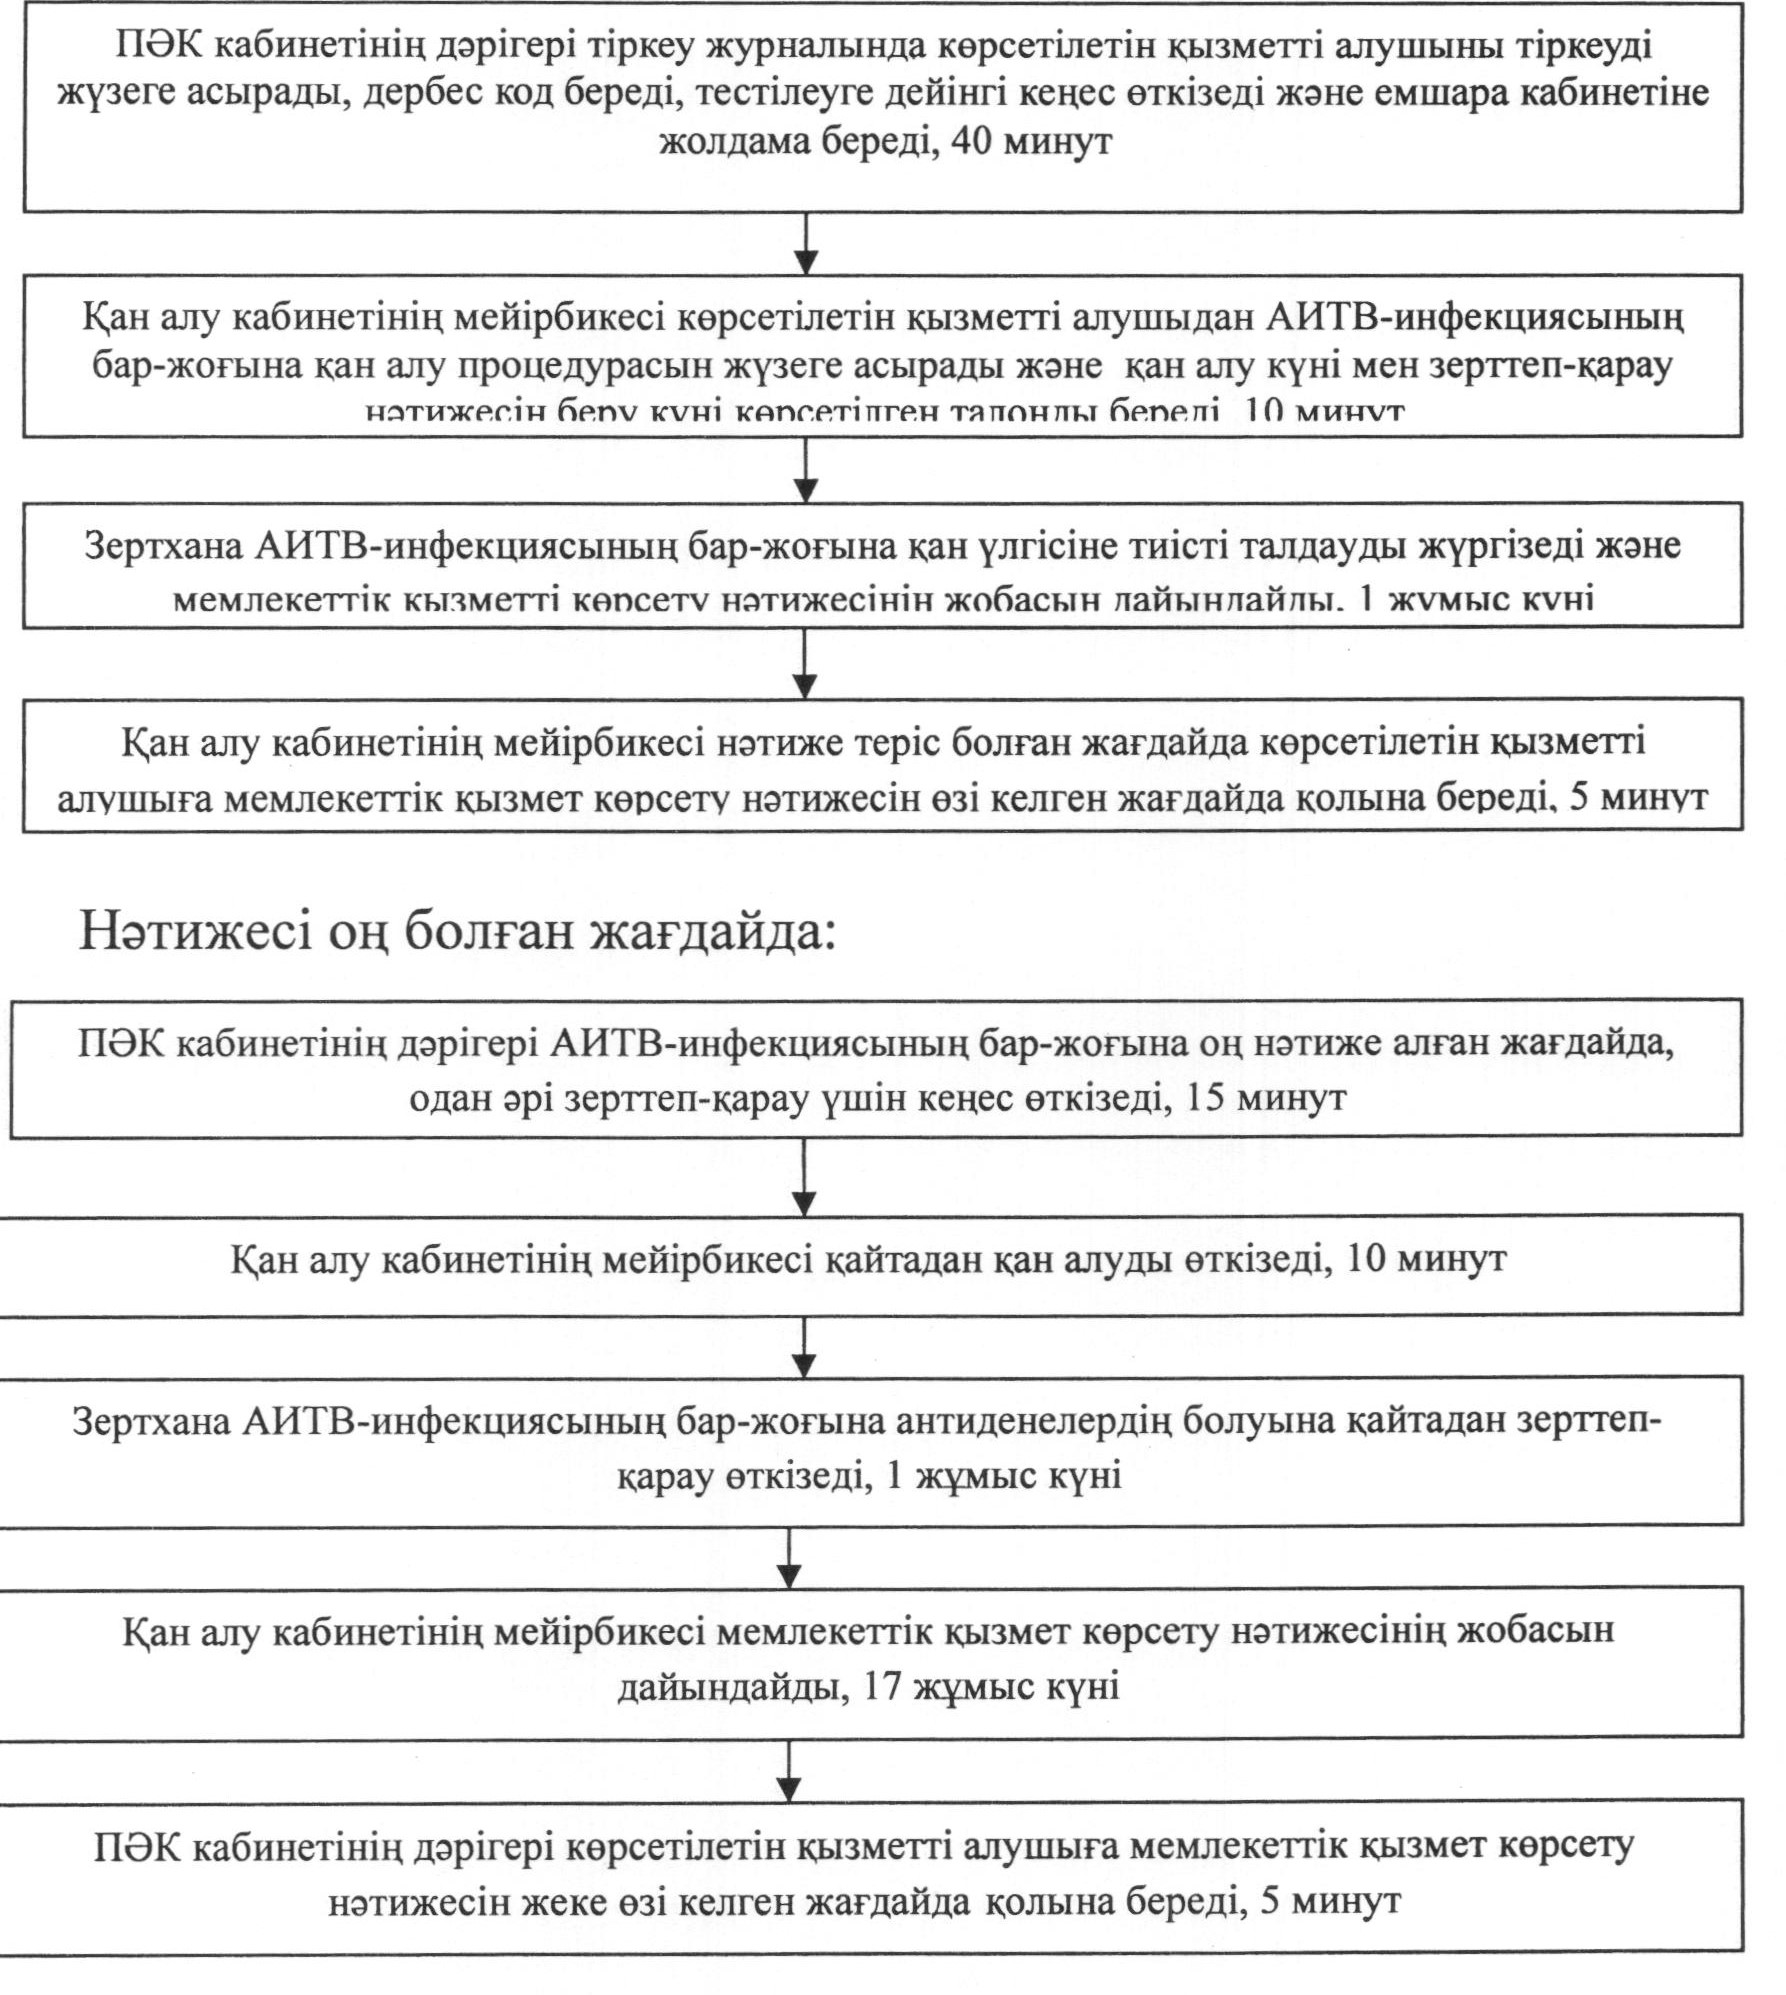 ПӘК кабинетінің дәрігері тіркеу журналында көрсетілетін қызметті алушыны тіркеуді
жүзеге асырады, дербес код береді, тестілеуге дейінгі кеңес өткізеді және емшара кабинетіне
жолдама береді, 40 минут
Қан алу кабинетінің мейірбикесі көрсетілетін қызметті алушыдан АИТВ-инфекциясының
бар-жоғына қан алу процедурасын жүзеге асырады және қан алу күні мен зерттеп-қарау
нәтижесін беру күні көрсетілген талонды береді 10 минут
Зертхана АИТВ-инфекциясының бар-жоғына қан үлгісіне тиісті талдауды жүргізеді және
мемлекеттік қызметті көрсету нәтижесінің жобасын дайындайды, 1 жұмыс күні
Қан алу кабинетінің мейірбикесі нәтиже теріс болған жағдайда көрсетілетін қызметті
алушыға мемлекеттік қызмет көрсету нәтижесін өзі келген жағдайда қолына береді, 5 минут
Нәтижесі оң болған жағдайда:
ПӘК кабинетінің дәрігері АИТВ-инфекциясының бар-жоғына оң нәтиже алған жағдайда,
одан әрі зерттеп-қарау үшін кеңес өткізеді, 15 минут
Қан алу кабинетінің мейірбикесі қайтадан қан алуды өткізеді, 10 минут
Зертхана АИТВ-инфекциясының бар-жоғына антиденелердің болуына қайтадан зерттеп-
қарау өткізеді, 1 жұмыс күні
Қан алу кабинетінің мейірбикесі мемлекеттік қызмет көрсету нәтижесінің жобасын
дайындайды, 17 жұмыс күні
ПӘК кабинетінің дәрігері көрсетілетін қызметті алушыға мемлекеттік қызмет көрсету
нәтижесін жеке өзі келген жағдайда қолына береді, 5 минут